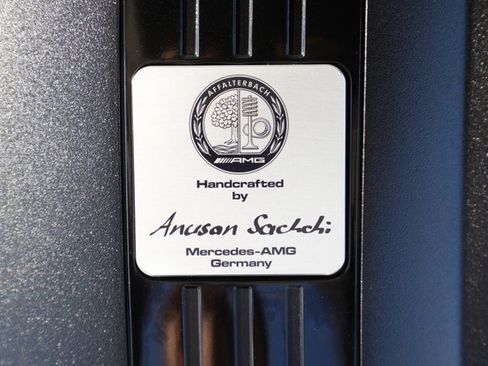 AFFALTERBACH
AMG
Handcrafted
by
Anusan Sachchi
Mercedes-AMG
Germany